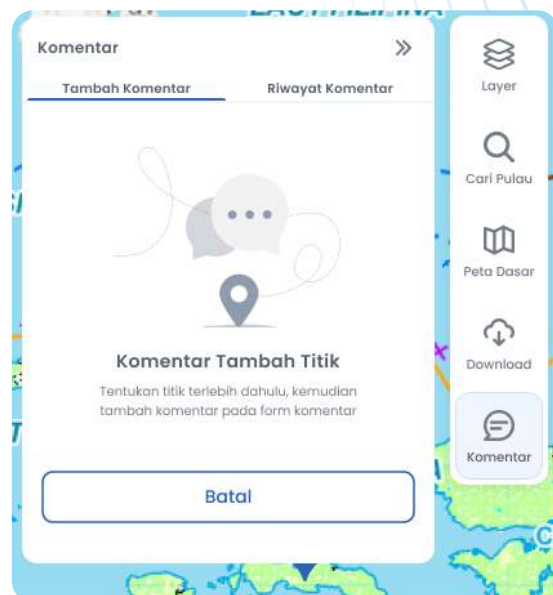 Komentar
Tambah Komentar
Riwayat Komentar
Komentar Tambah Titik
Tentukan titik terlebih dahulu, kemudian
tambah komentar pada form komentar
Batal
Layer
Cari Pulau
Peta Dasar
Download
Komentar